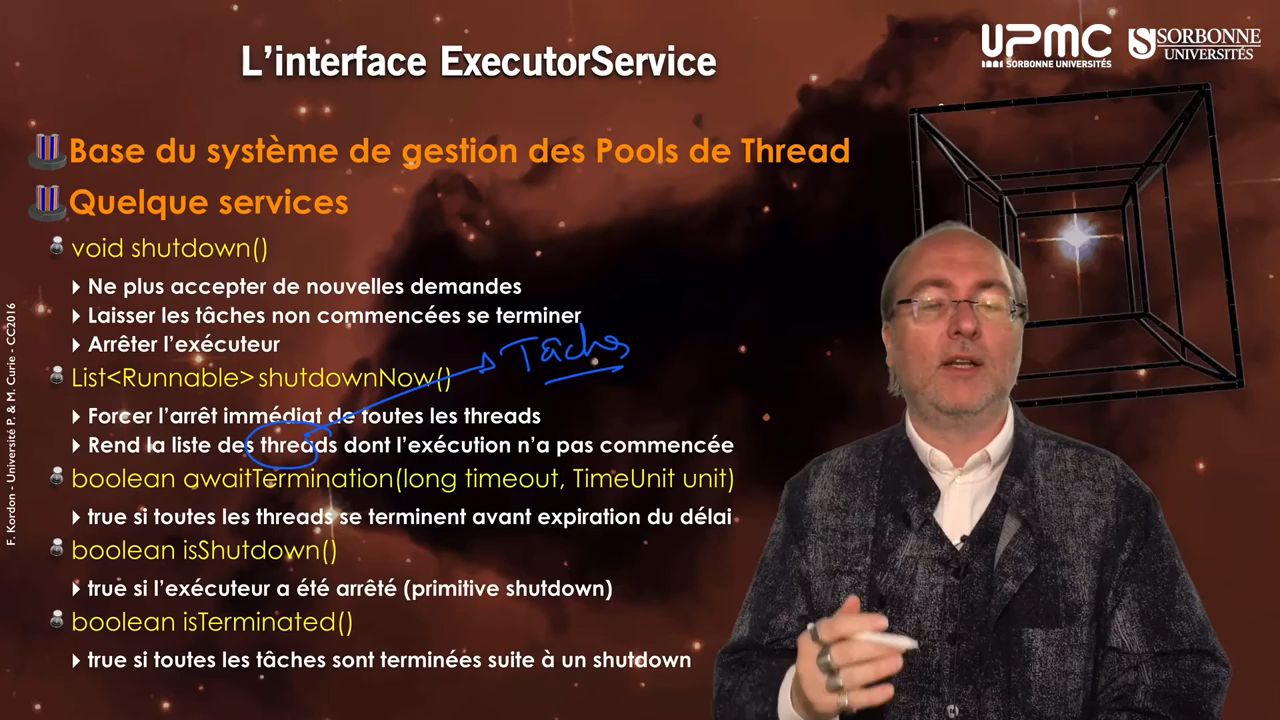 L'interface ExecutorService
UPMC
SORBONNE UNIVERSITÉS
SORBONNE
UNIVERSITÉS
Base du système de gestion des Pools de Thread
Quelque services
void shutdown()
Ne plus accepter de nouvelles demandes
Laisser les tâches non commencées se terminer
Arrêter l'exécuteur
Tâches
List<Runnable> shutdownNow()
Forcer l'arrêt immédiat de toutes les threads
Rend la liste des threads dont l'exécution n'a pas commencée
boolean awaitTermination(long timeout, TimeUnit unit)
true si toutes les threads se terminent avant expiration du délai
boolean isShutdown()
true si l'exécuteur a été arrêté (primitive shutdown)
boolean isTerminated()
true si toutes les tâches sont terminées suite à un shutdown
F. Kordon - Université P. & M. Curie - CC2016